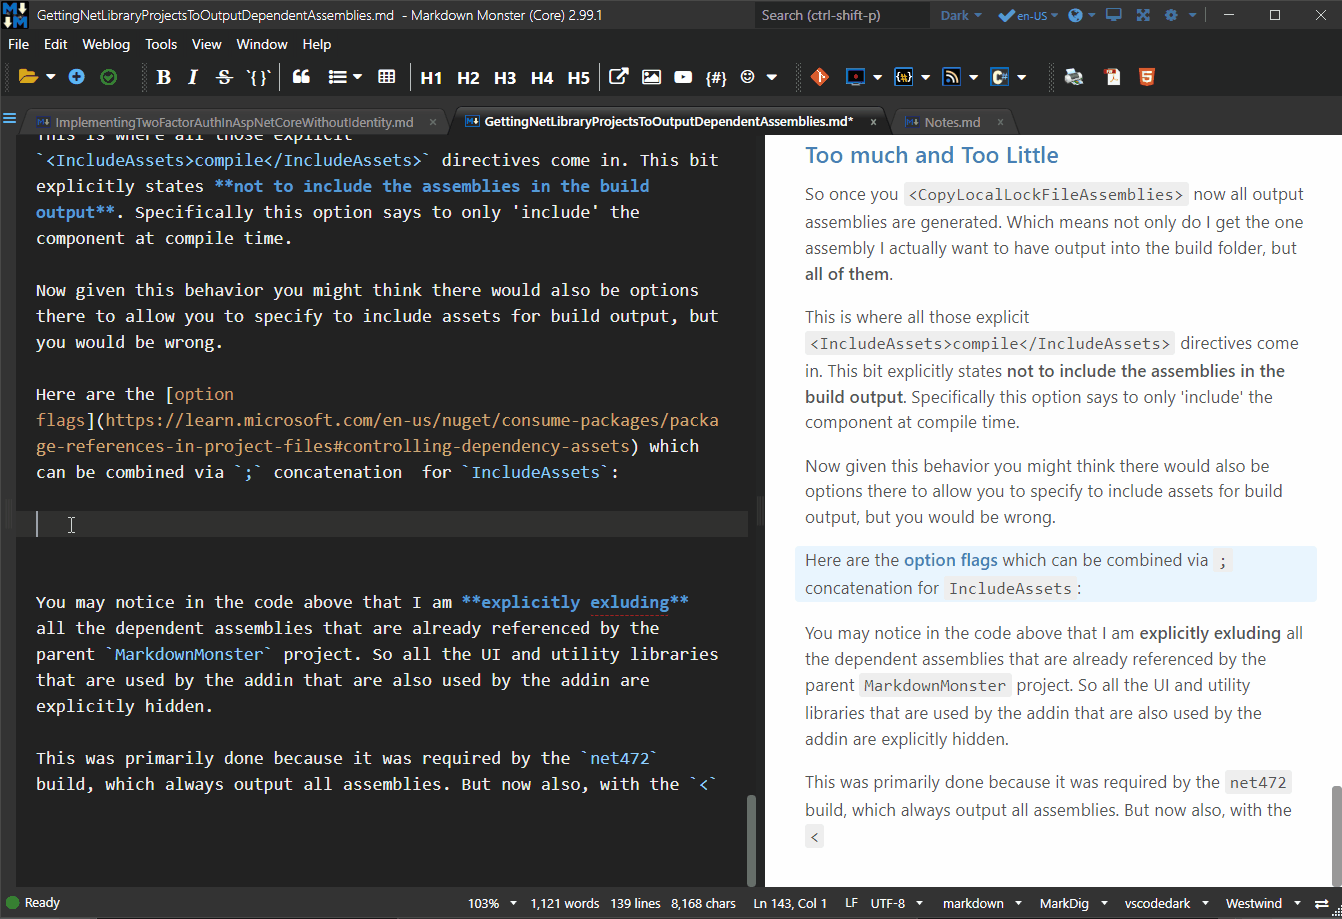 GettingNetLibraryProjectsToOutputDependentAssemblies.md - Markdown Monster (Core) 2.99.1
Search (ctrl-shift-p)
Dark
en-US
File Edit Weblog Tools View Window Help
B I S `{}` H1 H2 H3 H4 H5 {#}
ImplementingTwoFactorAuthInAspNetCoreWithoutIdentity.md ×
GettingNetLibraryProjectsToOutputDependentAssemblies.md* ×
Notes.md ×
This is where all those explicit
`<IncludeAssets>compile</IncludeAssets>` directives come in. This bit
explicitly states **not to include the assemblies in the build
output**. Specifically this option says to only 'include' the
component at compile time.
Now given this behavior you might think there would also be options
there to allow you to specify to include assets for build output, but
you would be wrong.
Here are the [option
flags](https://learn.microsoft.com/en-us/nuget/consume-packages/packa
ge-references-in-project-files#controlling-dependency-assets) which
can be combined via `;` concatenation  for `IncludeAssets`:
You may notice in the code above that I am **explicitly exluding**
all the dependent assemblies that are already referenced by the
parent `MarkdownMonster` project. So all the UI and utility libraries
that are used by the addin that are also used by the addin are
explicitly hidden.
This was primarily done because it was required by the `net472`
build, which always output all assemblies. But now also, with the `<`
Too much and Too Little
So once you <CopyLocalLockFileAssemblies> now all output
assemblies are generated. Which means not only do I get the one
assembly I actually want to have output into the build folder, but
all of them.
This is where all those explicit
<IncludeAssets>compile</IncludeAssets> directives come
in. This bit explicitly states not to include the assemblies in the
build output. Specifically this option says to only 'include' the
component at compile time.
Now given this behavior you might think there would also be
options there to allow you to specify to include assets for build
output, but you would be wrong.
Here are the option flags which can be combined via ;
concatenation for IncludeAssets:
You may notice in the code above that I am explicitly exluding all
the dependent assemblies that are already referenced by the
parent MarkdownMonster project. So all the UI and utility
libraries that are used by the addin that are also used by the
addin are explicitly hidden.
This was primarily done because it was required by the net472
build, which always output all assemblies. But now also, with the
<
Ready 103% 1,121 words 139 lines 8,168 chars Ln 143, Col 1 LF UTF-8 markdown MarkDig vscodedark Westwind